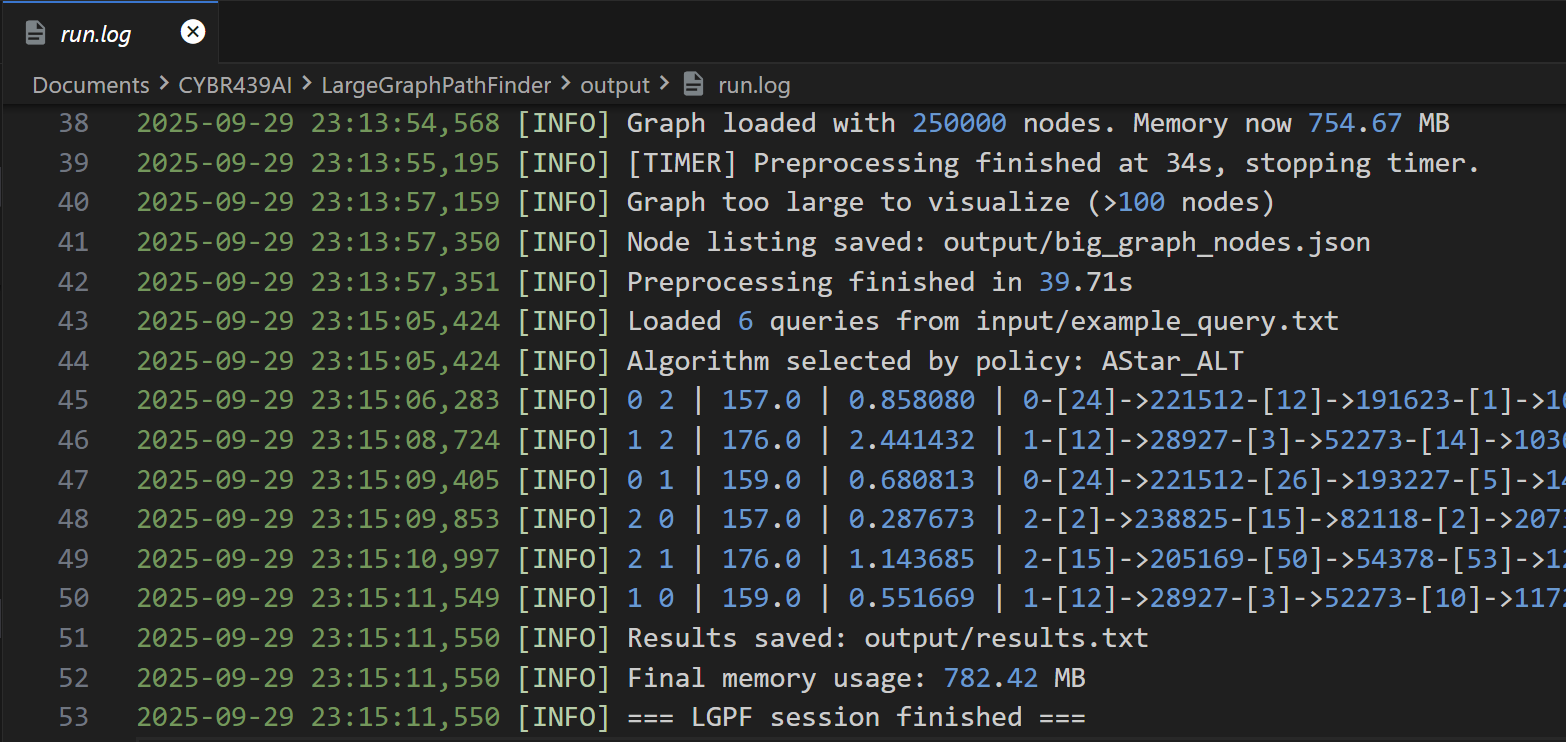 run.log
Documents > CYBR439AI > LargeGraphPathFinder > output > run.log
38 2025-09-29 23:13:54,568 [INFO] Graph loaded with 250000 nodes. Memory now 754.67 MB
39 2025-09-29 23:13:55,195 [INFO] [TIMER] Preprocessing finished at 34s, stopping timer.
40 2025-09-29 23:13:57,159 [INFO] Graph too large to visualize (>100 nodes)
41 2025-09-29 23:13:57,350 [INFO] Node listing saved: output/big_graph_nodes.json
42 2025-09-29 23:13:57,351 [INFO] Preprocessing finished in 39.71s
43 2025-09-29 23:15:05,424 [INFO] Loaded 6 queries from input/example_query.txt
44 2025-09-29 23:15:05,424 [INFO] Algorithm selected by policy: AStar_ALT
45 2025-09-29 23:15:06,283 [INFO] 0 2 | 157.0 | 0.858080 | 0-[24]->221512-[12]->191623-[1]->
46 2025-09-29 23:15:08,724 [INFO] 1 2 | 176.0 | 2.441432 | 1-[12]->28927-[3]->52273-[14]->103
47 2025-09-29 23:15:09,405 [INFO] 0 1 | 159.0 | 0.680813 | 0-[24]->221512-[26]->193227-[5]->
48 2025-09-29 23:15:09,853 [INFO] 2 0 | 157.0 | 0.287673 | 2-[2]->238825-[15]->82118-[2]->207
49 2025-09-29 23:15:10,997 [INFO] 2 1 | 176.0 | 1.143685 | 2-[15]->205169-[50]->54378-[53]->
50 2025-09-29 23:15:11,549 [INFO] 1 0 | 159.0 | 0.551669 | 1-[12]->28927-[3]->52273-[10]->117
51 2025-09-29 23:15:11,550 [INFO] Results saved: output/results.txt
52 2025-09-29 23:15:11,550 [INFO] Final memory usage: 782.42 MB
53 2025-09-29 23:15:11,550 [INFO] === LGPF session finished ===